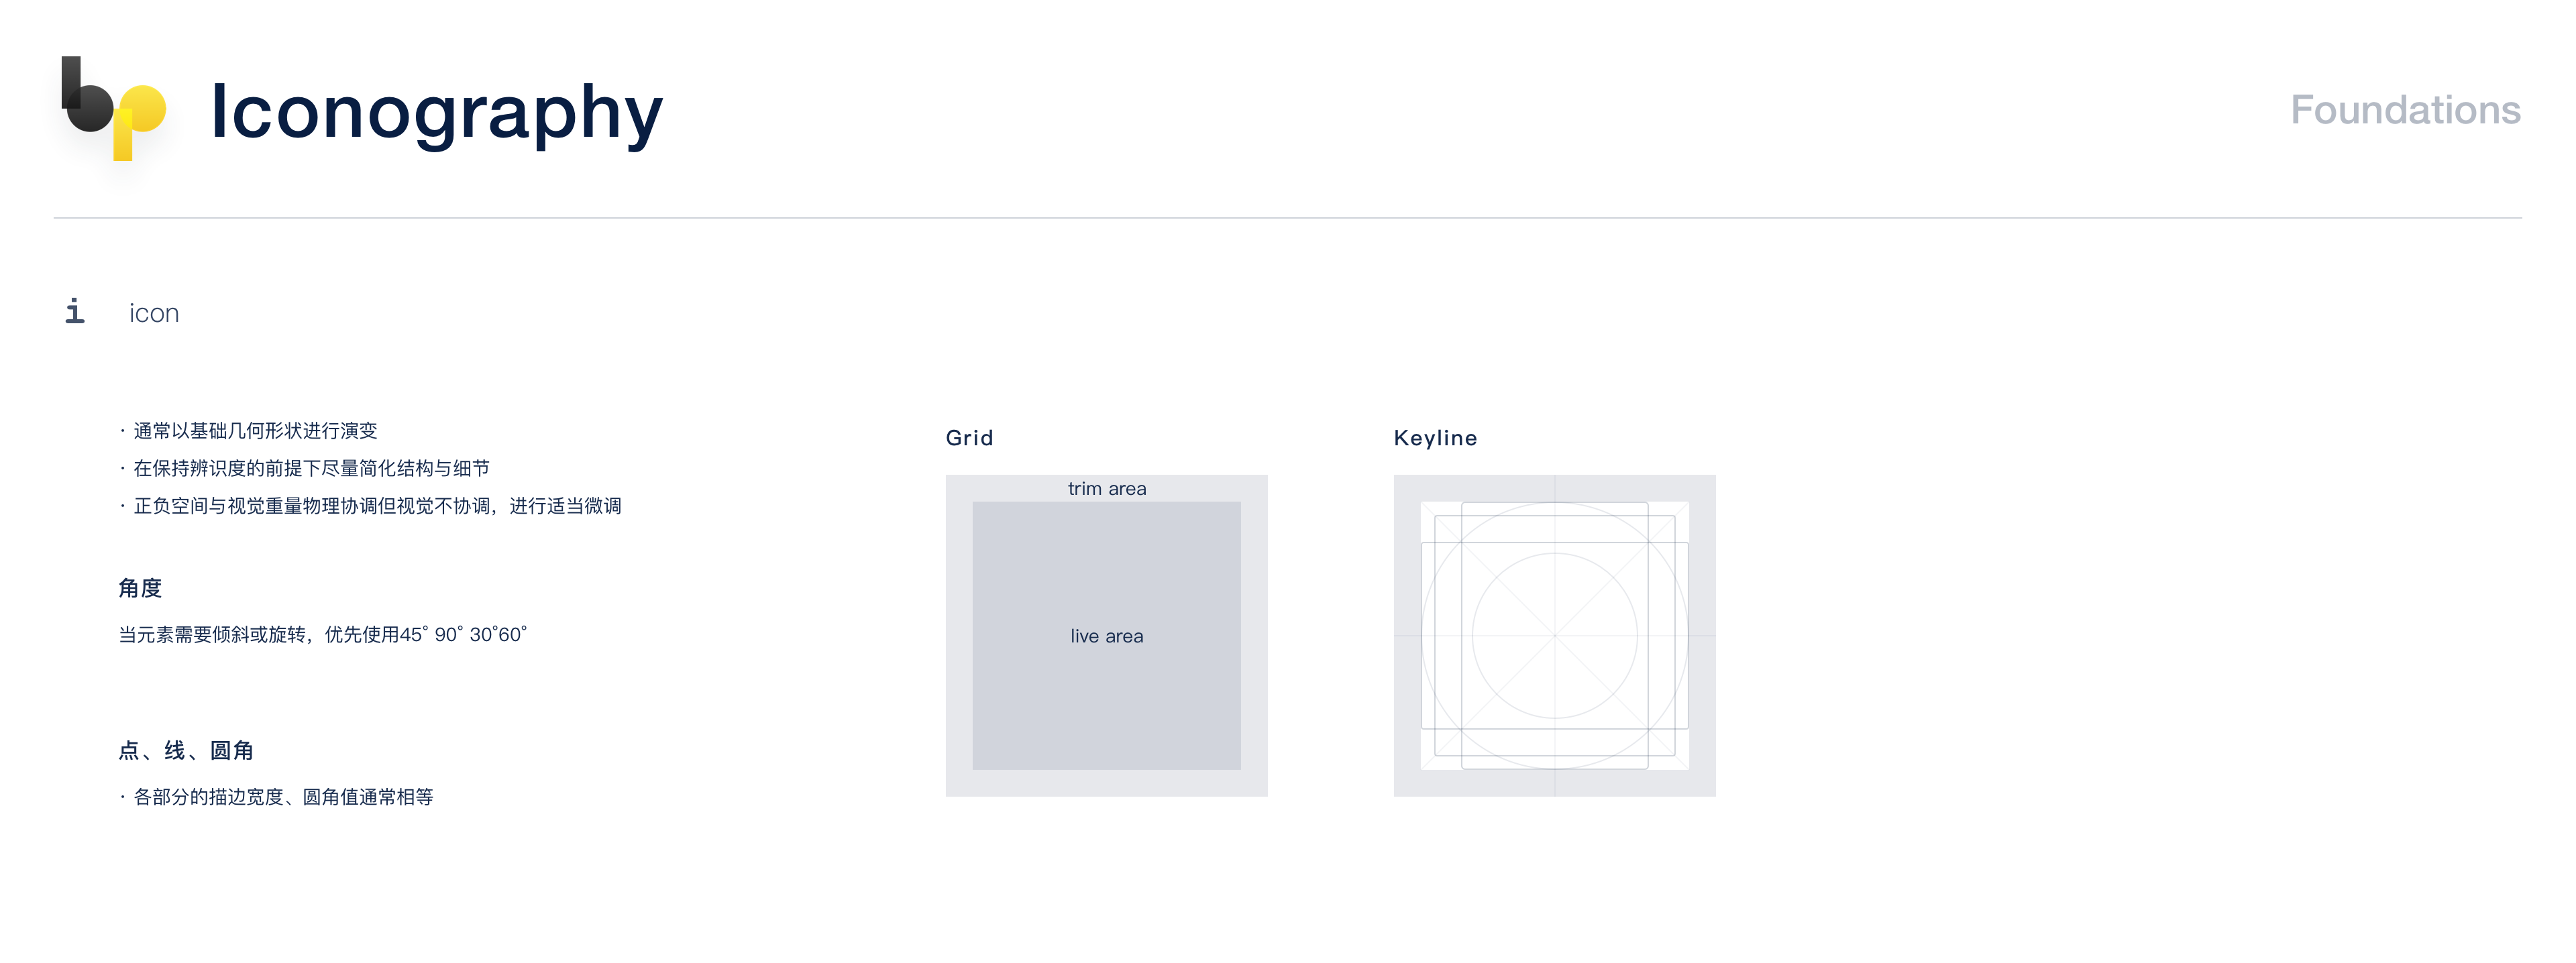 bp
Iconography
Foundations
i icon
· 通常以基础几何形状进行演变
· 在保持辨识度的前提下尽量简化结构与细节
· 正负空间与视觉重量物理协调但视觉不协调，进行适当微调
角度
当元素需要倾斜或旋转，优先使用45° 90° 30°60°
点、线、圆角
· 各部分的描边宽度、圆角值通常相等
Grid
trim area
live area
Keyline